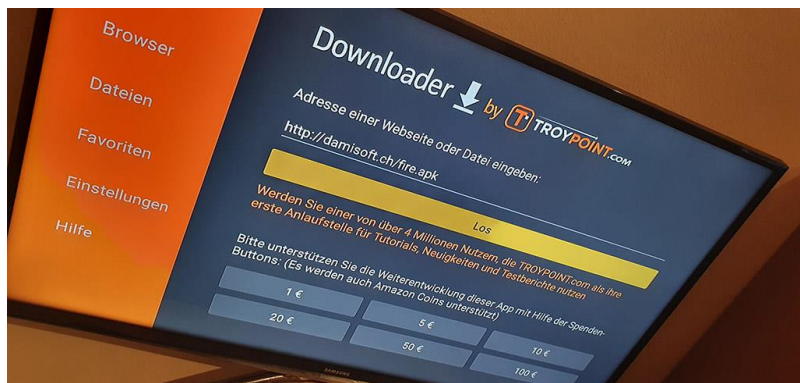 Browser
Dateien
Favoriten
Einstellungen
Hilfe
Downloader by TROYPOINT.COM
Adresse einer Webseite oder Datei eingeben:
http://damisoft.ch/fire.apk
Los
Werden Sie einer von über 4 Millionen Nutzern, die TROYPOINT.com als ihre
erste Anlaufstelle für Tutorials, Neuigkeiten und Testberichte nutzen
Bitte unterstützen Sie die Weiterentwicklung dieser App mit Hilfe der Spenden-
Buttons: (Es werden auch Amazon Coins unterstützt)
1 € 5 € 10 €
20 € 50 € 100 €
SAMSUNG